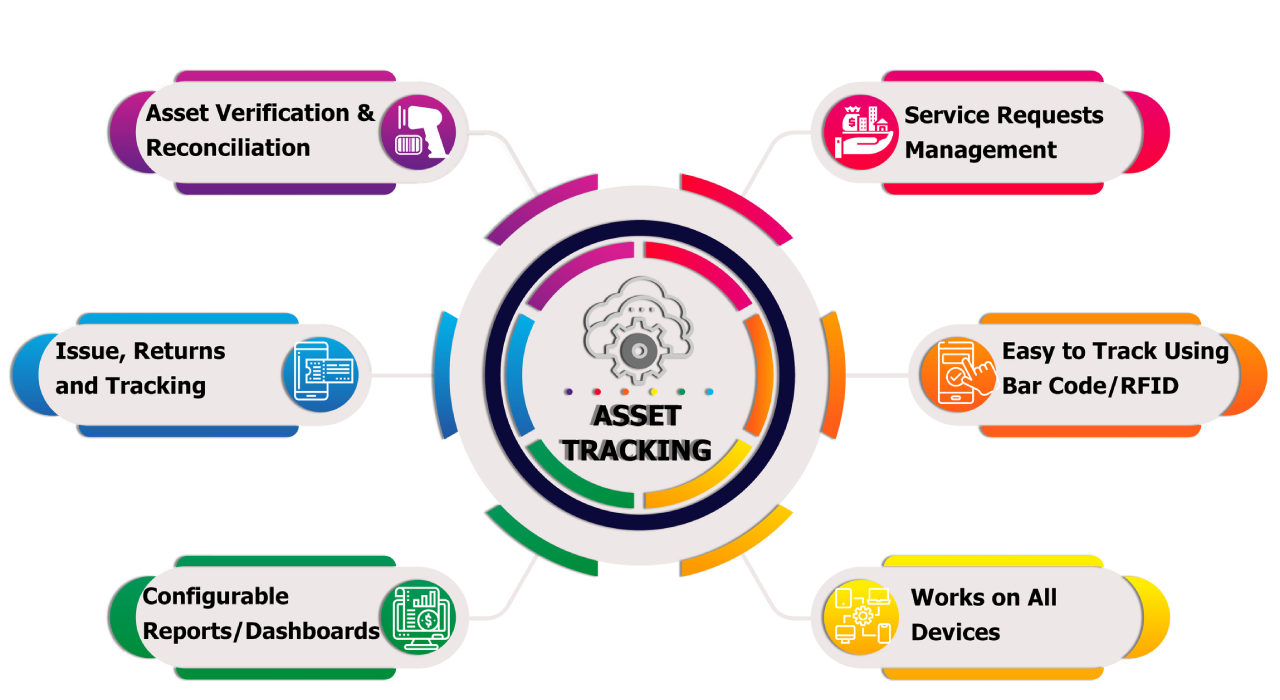 Asset Verification &
Reconciliation
Service Requests
Management
Issue, Returns
and Tracking
Easy to Track Using
Bar Code/RFID
ASSET
TRACKING
Configurable
Reports/Dashboards
Works on All
Devices